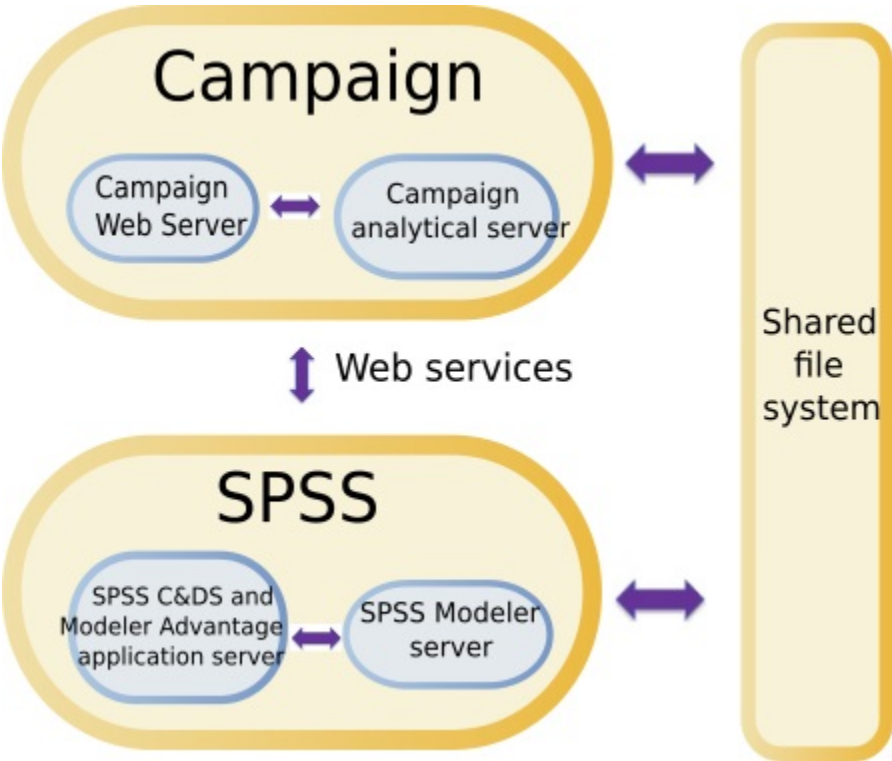 Campaign
Campaign
Web Server
Campaign
analytical server
Web services
SPSS
SPSS C&DS and
Modeler Advantage
application server
SPSS Modeler
server
Shared
file
system